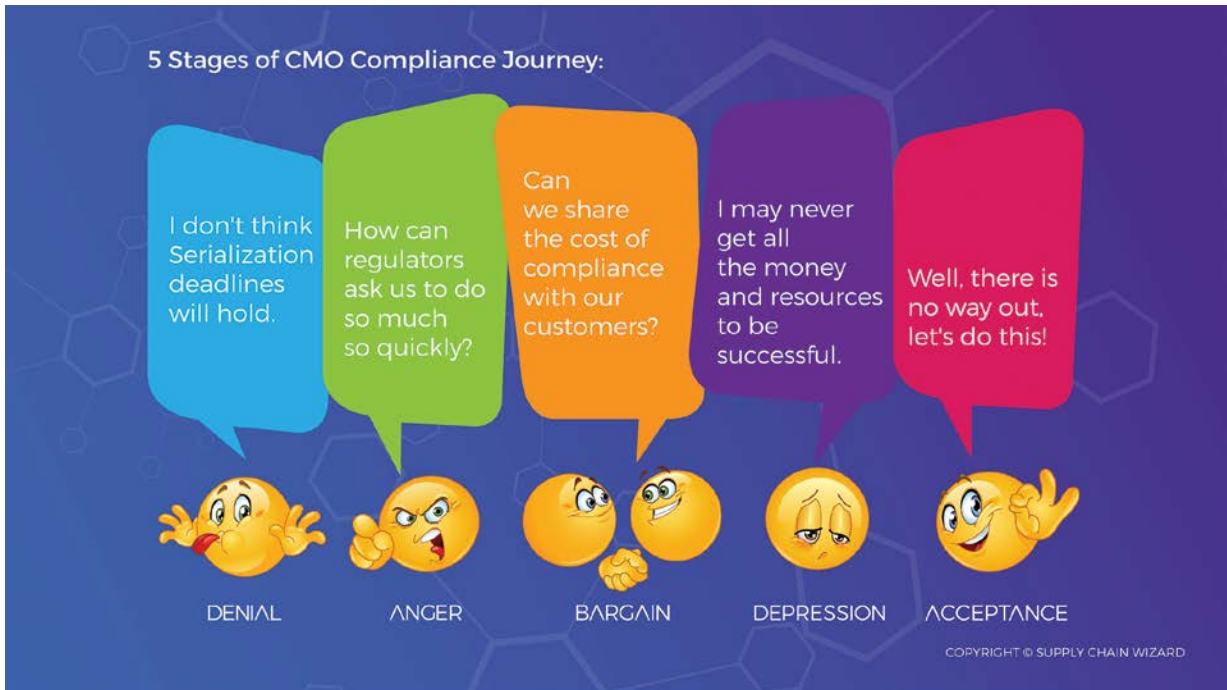 5 Stages of CMO Compliance Journey:
I don't think
Serialization
deadlines
will hold.
How can
regulators
ask us to do
so much
so quickly?
Can
we share
the cost of
compliance
with our
customers?
I may never
get all
the money
and resources
to be
successful.
Well, there is
no way out,
let's do this!
DENIAL
ANGER
BARGAIN
DEPRESSION
ACCEPTANCE
COPYRIGHT © SUPPLY CHAIN WIZARD